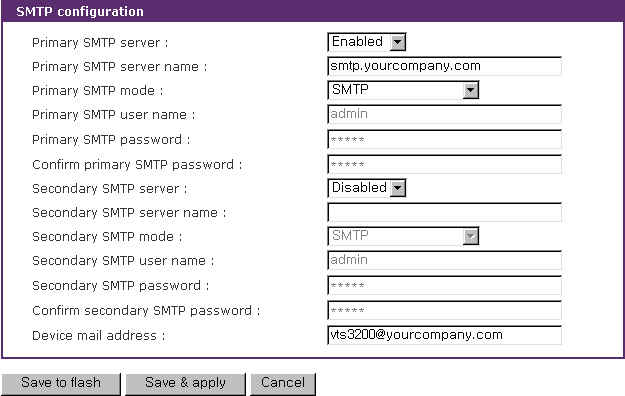 SMTP configuration
Primary SMTP server : Enabled
Primary SMTP server name : smtp.yourcompany.com
Primary SMTP mode : SMTP
Primary SMTP user name : admin
Primary SMTP password : *****
Confirm primary SMTP password : *****
Secondary SMTP server : Disabled
Secondary SMTP server name :
Secondary SMTP mode : SMTP
Secondary SMTP user name : admin
Secondary SMTP password : *****
Confirm secondary SMTP password : *****
Device mail address : vts3200@yourcompany.com
Save to flash Save & apply Cancel